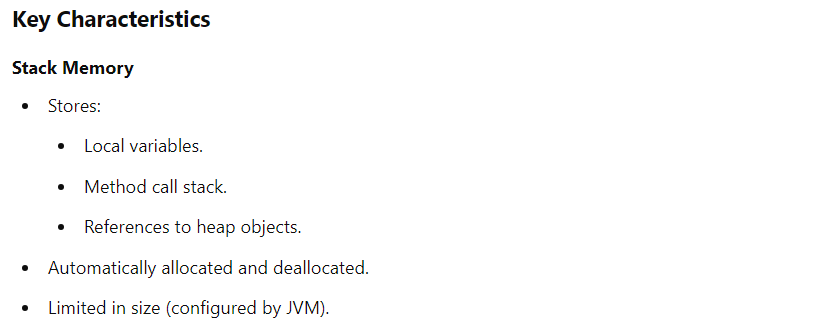 Key Characteristics
Stack Memory
• Stores:
• Local variables.
• Method call stack.
• References to heap objects.
• Automatically allocated and deallocated.
• Limited in size (configured by JVM).